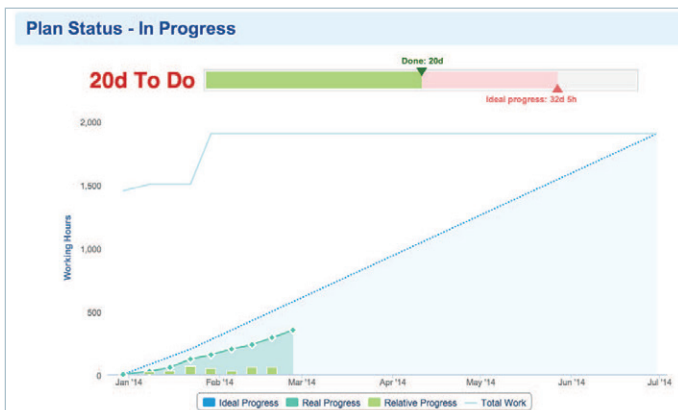 Plan Status - In Progress
Done: 20d
20d To Do
Ideal progress: 32d 5h
2,000
1,500
1,000
500
0
Working Hours
Jan '14 Feb '14 Mar '14 Apr '14 May '14 Jun '14 Jul '14
Ideal Progress Real Progress Relative Progress Total Work